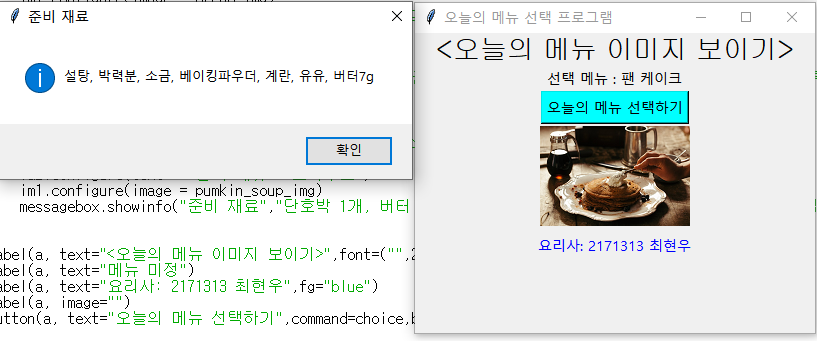 준비 재료
설탕, 박력분, 소금, 베이킹파우더, 계란, 유유, 버터7g
확인
im1.configure(image = pumkin_soup_img)
messagebox.showinfo("준비 재료","단호박 1개, 버터
abel(a, text="<오늘의 메뉴 이미지 보이기>",font=("",2
abel(a, text="메뉴 미정")
abel(a, text="요리사: 2171313 최현우",fg="blue")
abel(a, image="")
utton(a, text="오늘의 메뉴 선택하기",command=choice,b
오늘의 메뉴 선택 프로그램
<오늘의 메뉴 이미지 보이기>
선택 메뉴 : 팬 케이크
오늘의 메뉴 선택하기
요리사: 2171313 최현우